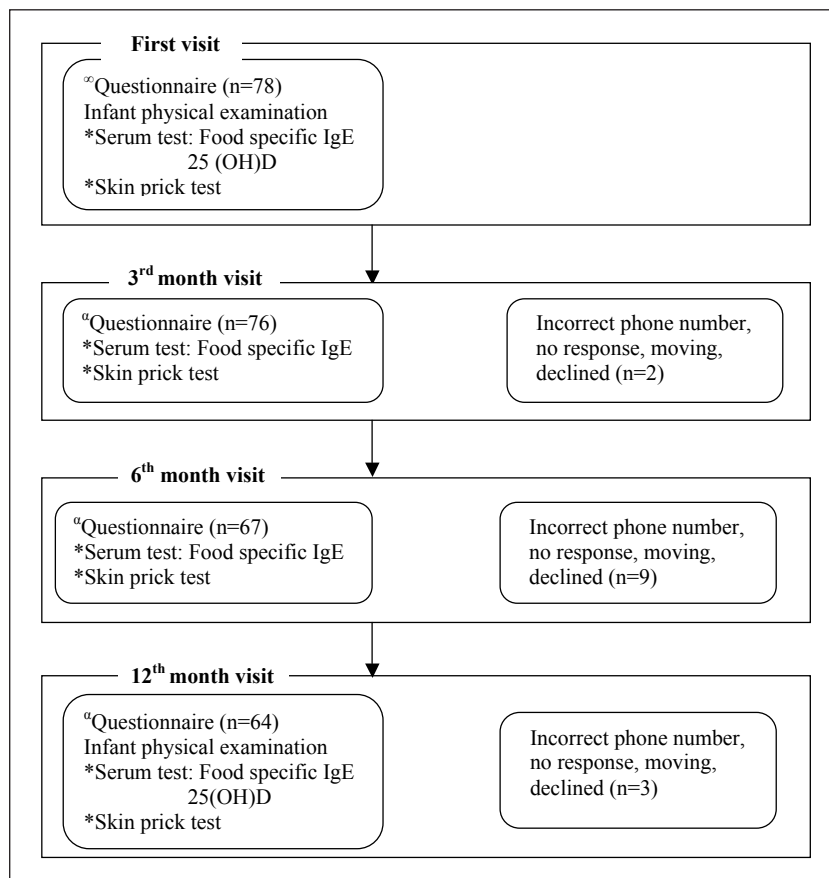 First visit
∞Questionnaire (n=78)
Infant physical examination
*Serum test: Food specific IgE
25 (OH)D
*Skin prick test
3rd month visit
αQuestionnaire (n=76)
*Serum test: Food specific IgE
*Skin prick test
Incorrect phone number,
no response, moving,
declined (n=2)
6th month visit
αQuestionnaire (n=67)
*Serum test: Food specific IgE
*Skin prick test
Incorrect phone number,
no response, moving,
declined (n=9)
12th month visit
αQuestionnaire (n=64)
Infant physical examination
*Serum test: Food specific IgE
25(OH)D
*Skin prick test
Incorrect phone number,
no response, moving,
declined (n=3)